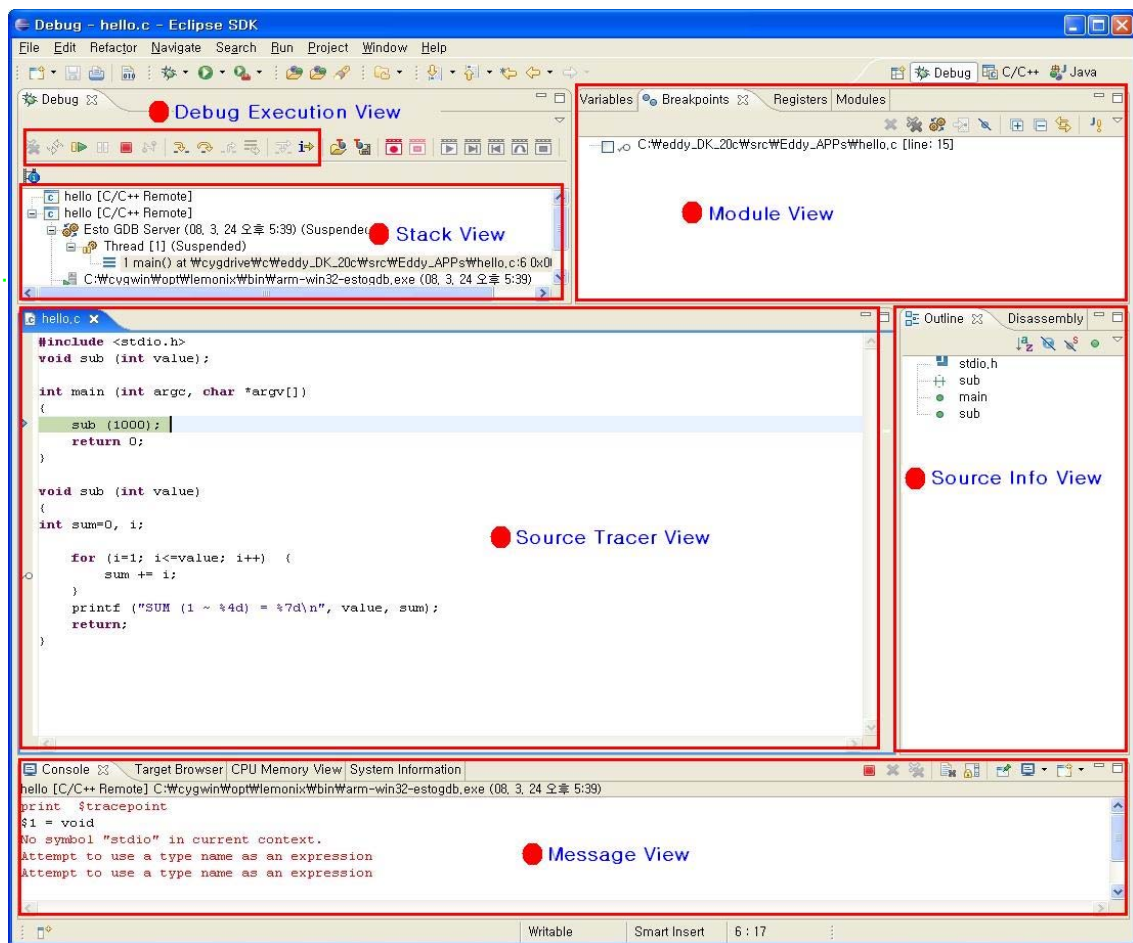 Debug - hello.c - Eclipse SDK
File Edit Refactor Navigate Search Run Project Window Help
Debug C/C++ Java
Debug
Debug Execution View
Variables Breakpoints Registers Modules
C:₩eddy_DK_20c₩src₩Eddy_APPs₩hello.c [line: 15]
Module View
hello [C/C++ Remote]
hello [C/C++ Remote]
Esto GDB Server (08. 3. 24 오후 5:39) (Suspended
Stack View
Thread [1] (Suspended)
1 main() at ₩cygdrive₩c₩eddy_DK_20c₩src₩Eddy_APPs₩hello.c:6 0x0
C:₩cygwin₩opt₩lemonix₩bin₩arm-win32-estogdb.exe (08. 3. 24 오후 5:39)
hello.c
#include <stdio.h>
void sub (int value);
int main (int argc, char *argv[])
{
sub (1000);
return 0;
}
void sub (int value)
{
int sum=0, i;
for (i=1; i<=value; i++) {
sum += i;
}
printf ("SUM (1 ~ %4d) = %7d\n", value, sum);
return;
}
Source Tracer View
Outline Disassembly
stdio.h
sub
main
sub
Source Info View
Console Target Browser CPU Memory View System Information
hello [C/C++ Remote] C:₩cygwin₩opt₩lemonix₩bin₩arm-win32-estogdb.exe (08. 3. 24 오후 5:39)
print $tracepoint
$1 = void
No symbol "stdio" in current context.
Attempt to use a type name as an expression
Attempt to use a type name as an expression
Message View
Writable Smart Insert 6 : 17